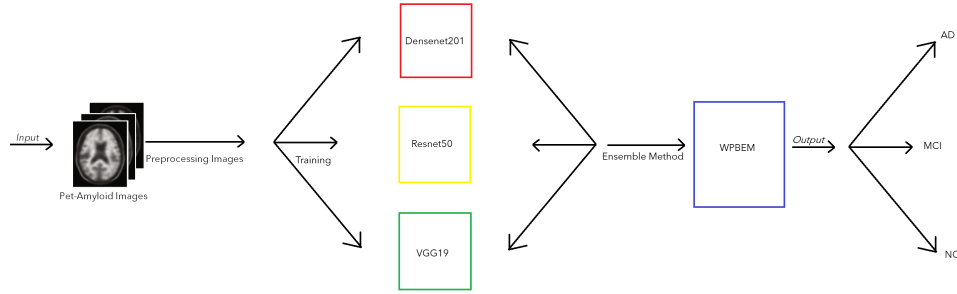 Input
Pet-Amyloid Images
Preprocessing Images
Training
Densenet201
Resnet50
VGG19
Ensemble Method
WPBEM
Output
AD
MCI
NC